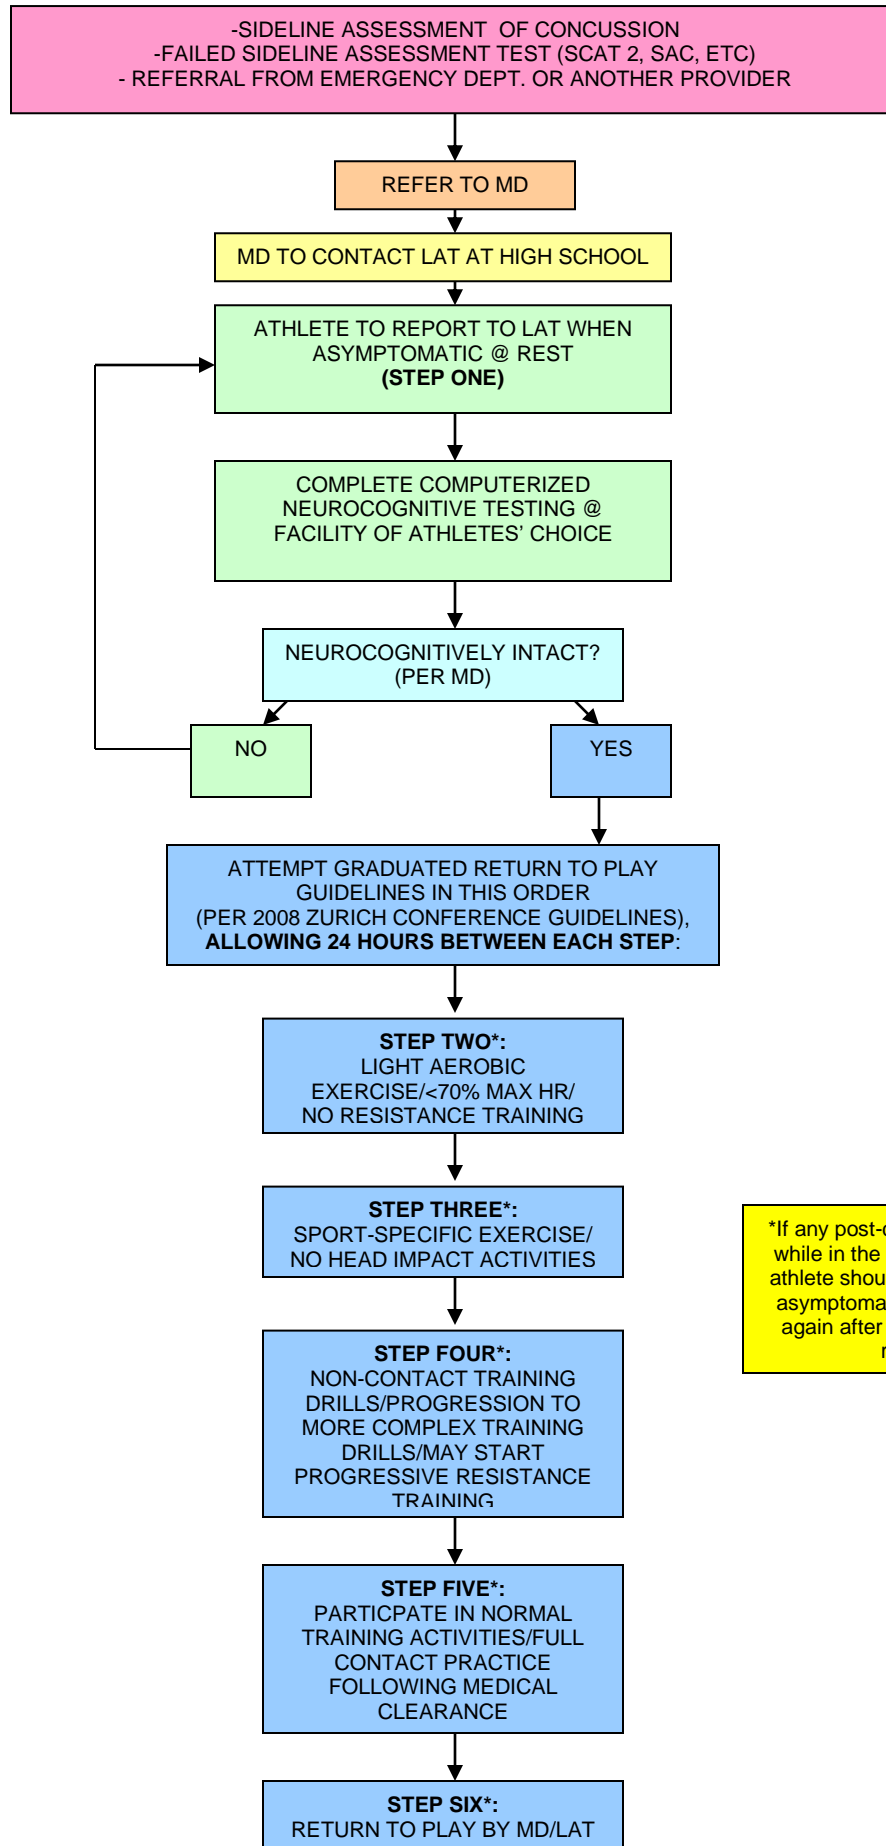 -SIDELINE ASSESSMENT OF CONCUSSION
-FAILED SIDELINE ASSESSMENT TEST (SCAT 2, SAC, ETC)
- REFERRAL FROM EMERGENCY DEPT. OR ANOTHER PROVIDER
REFER TO MD
MD TO CONTACT LAT AT HIGH SCHOOL
ATHLETE TO REPORT TO LAT WHEN
ASYMPTOMATIC @ REST
(STEP ONE)
COMPLETE COMPUTERIZED
NEUROCOGNITIVE TESTING @
FACILITY OF ATHLETES' CHOICE
NEUROCOGNITIVELY INTACT?
(PER MD)
NO
YES
ATTEMPT GRADUATED RETURN TO PLAY
GUIDELINES IN THIS ORDER
(PER 2008 ZURICH CONFERENCE GUIDELINES),
ALLOWING 24 HOURS BETWEEN EACH STEP:
STEP TWO*:
LIGHT AEROBIC
EXERCISE/<70% MAX HR/
NO RESISTANCE TRAINING
STEP THREE*:
SPORT-SPECIFIC EXERCISE/
NO HEAD IMPACT ACTIVITIES
*If any post-
while in the
athlete
again after
STEP FOUR*:
NON-CONTACT TRAINING
DRILLS/PROGRESSION TO
MORE COMPLEX TRAINING
DRILLS/MAY START
PROGRESSIVE RESISTANCE
TRAINING
STEP FIVE*:
PARTICPATE IN NORMAL
TRAINING ACTIVITIES/FULL
CONTACT PRACTICE
FOLLOWING MEDICAL
CLEARANCE
STEP SIX*:
RETURN TO PLAY BY MD/LAT